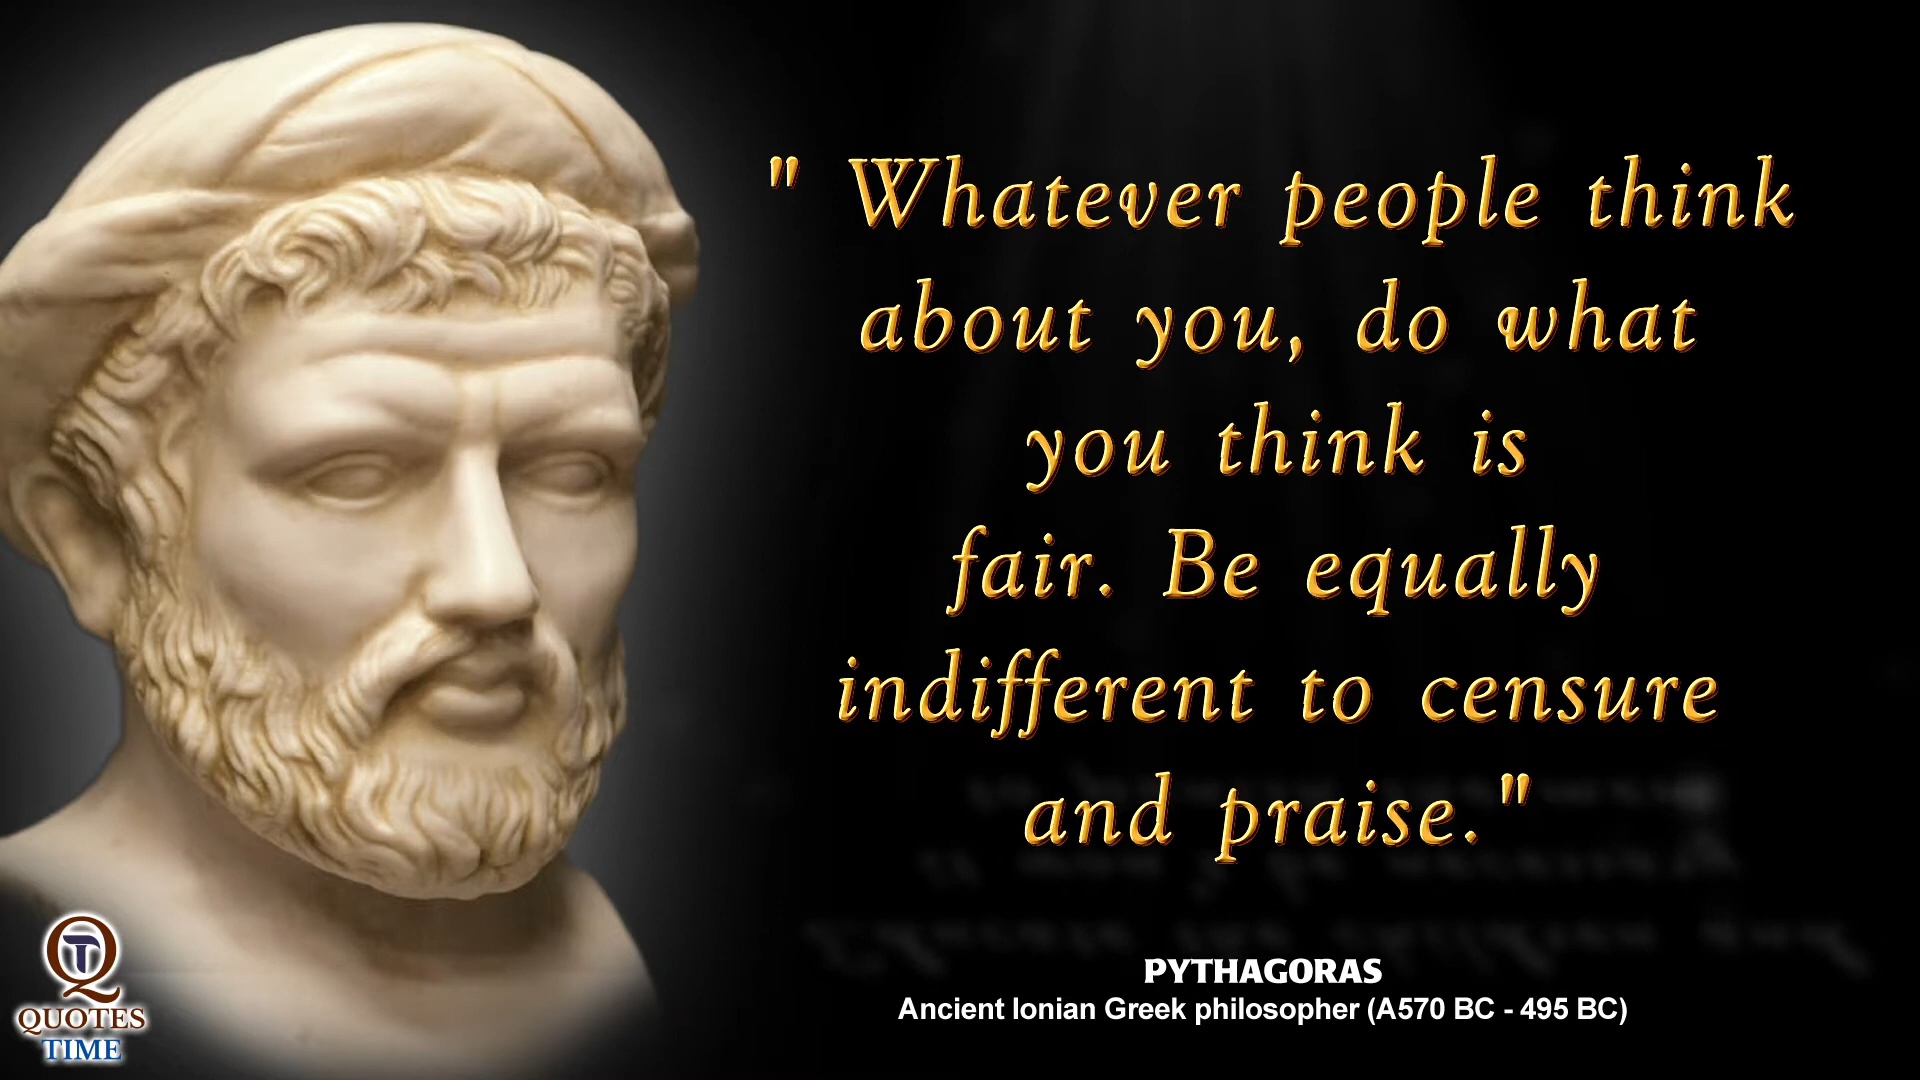 " Whatever people think
about you, do what
you think is
fair. Be equally
indifferent to censure
and praise."
PYTHAGORAS
Ancient Ionian Greek philosopher (A570 BC - 495 BC)
QT
QUOTES
TIME